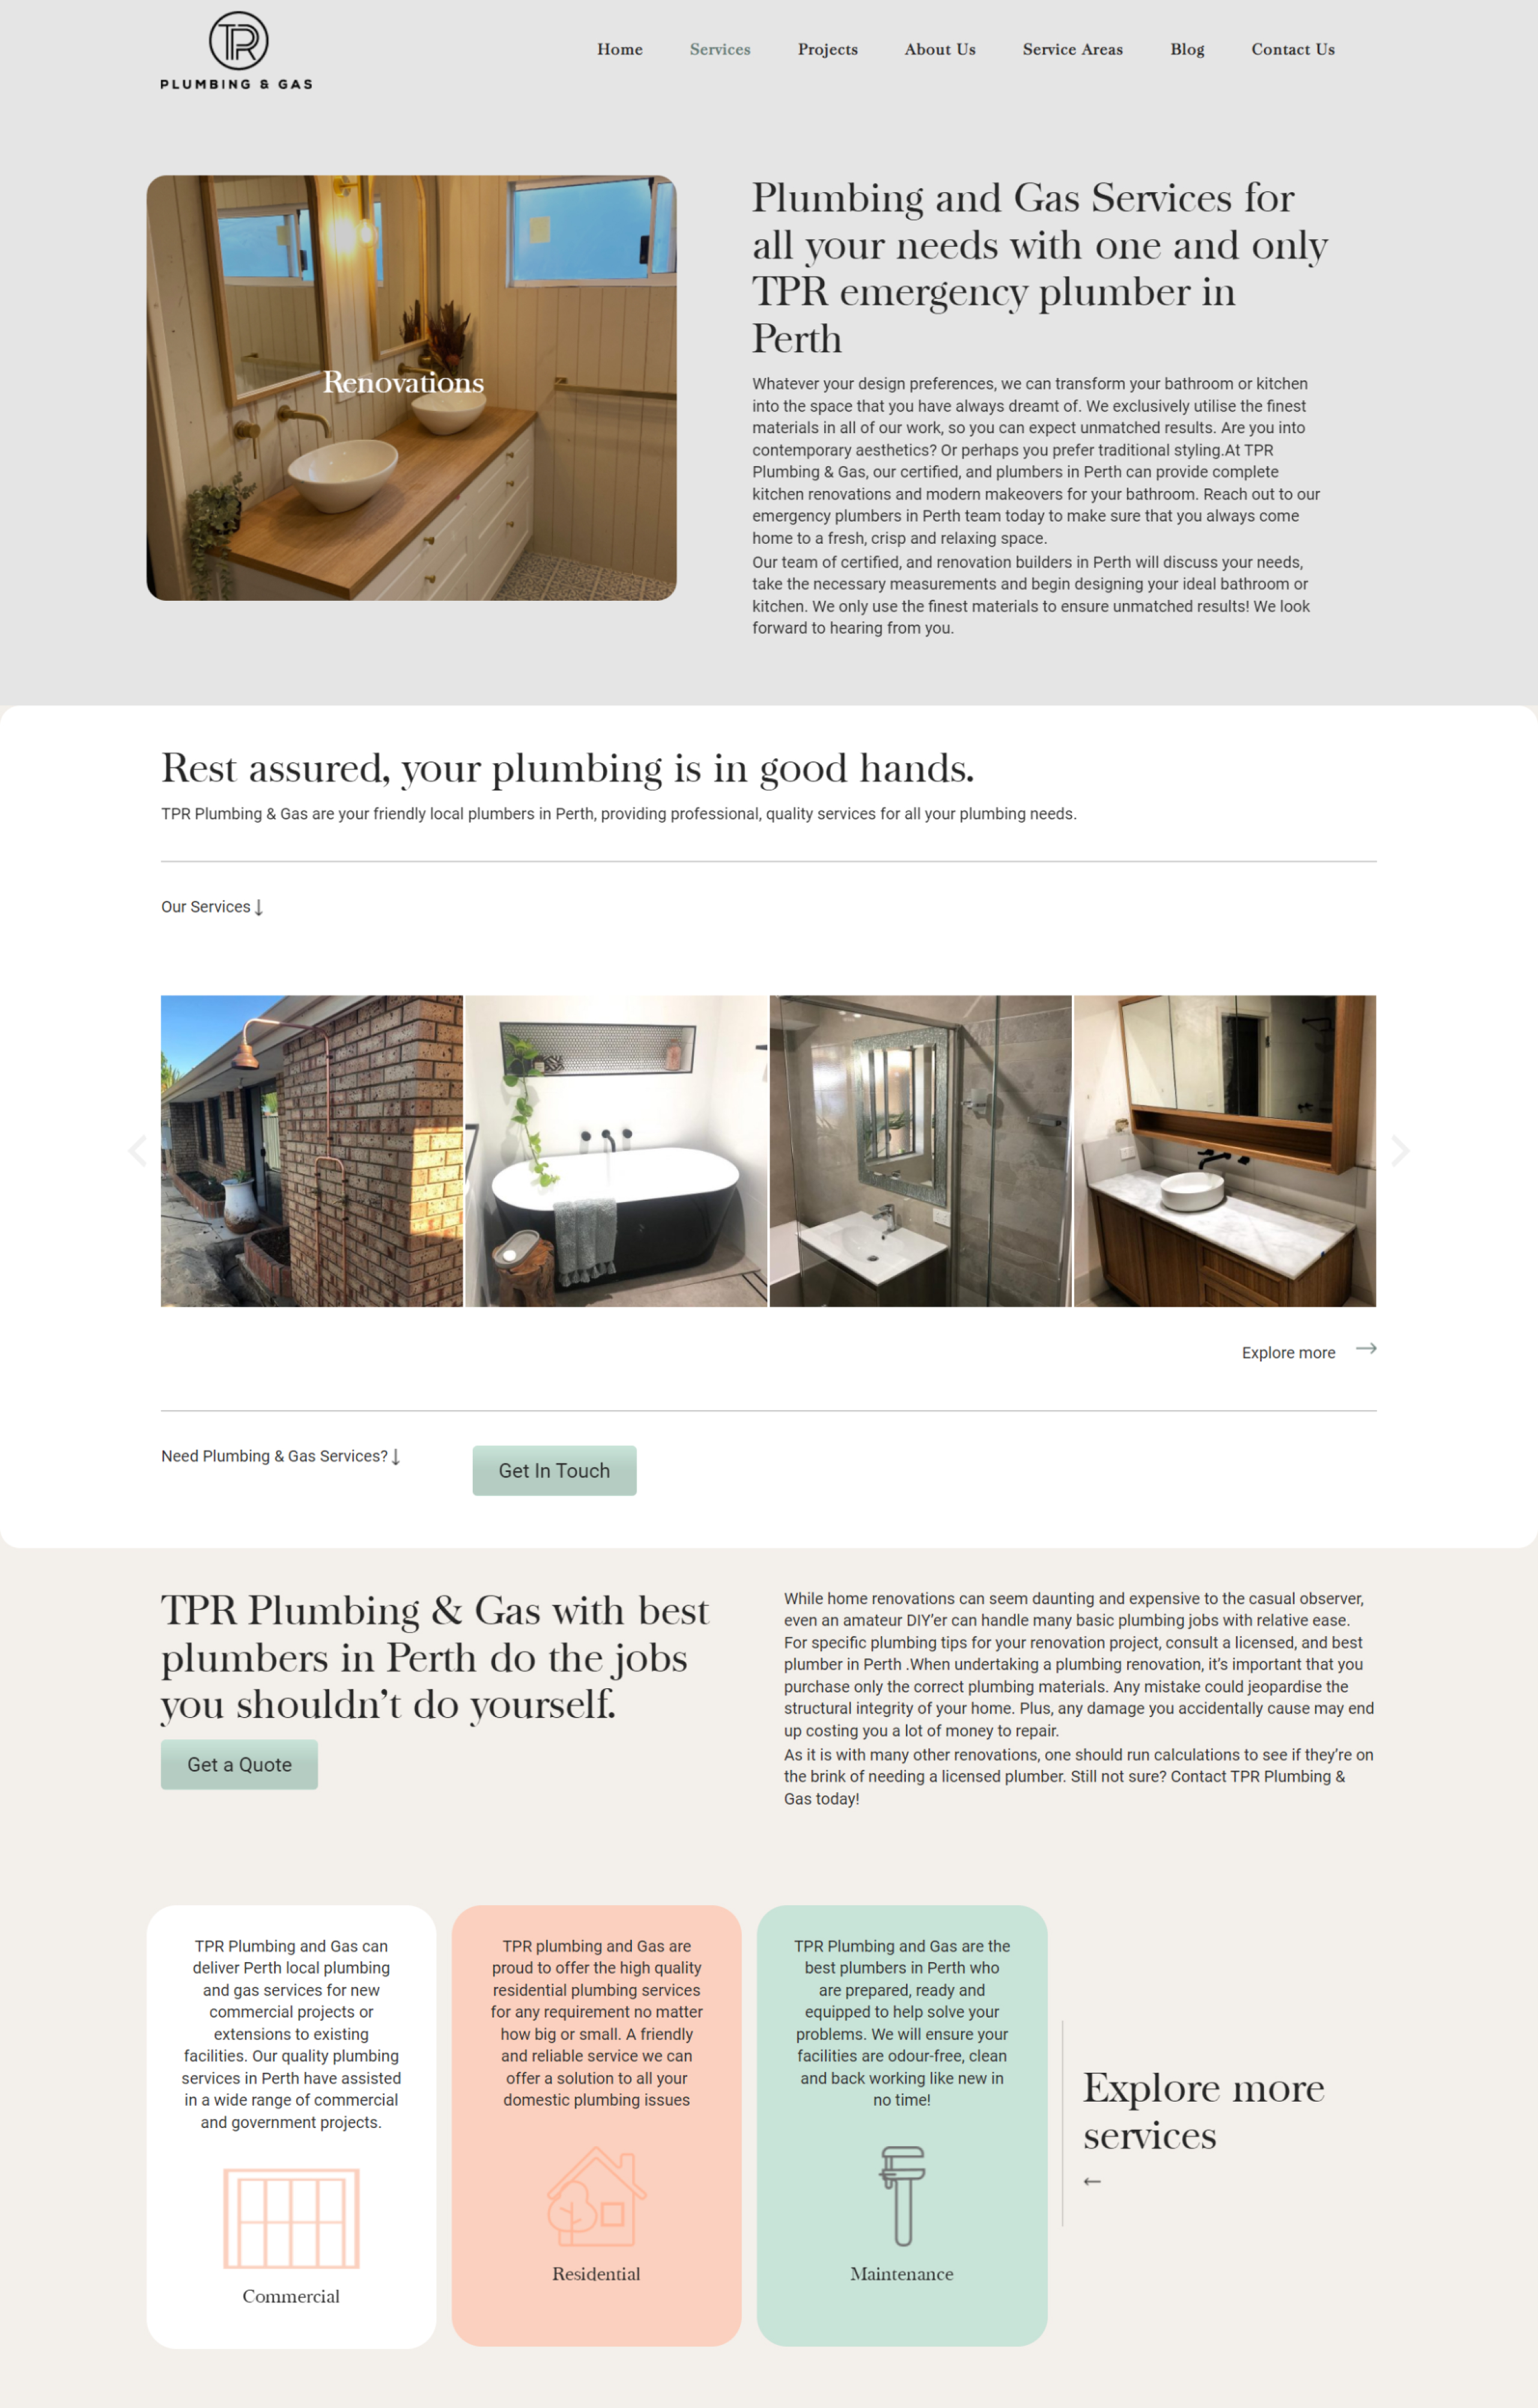 TPR
PLUMBING & GAS
Home
Services
Projects
About Us
Service Areas
Blog
Contact Us
Renovations
Plumbing and Gas Services for
all your needs with one and only
TPR emergency plumber in
Perth
Whatever your design preferences, we can transform your bathroom or kitchen
into the space that you have always dreamt of. We exclusively utilise the finest
materials in all of our work, so you can expect unmatched results. Are you into
contemporary aesthetics? Or perhaps you prefer traditional styling.At TPR
Plumbing & Gas, our certified, and plumbers in Perth can provide complete
kitchen renovations and modern makeovers for your bathroom. Reach out to our
emergency plumbers in Perth team today to make sure that you always come
home to a fresh, crisp and relaxing space.
Our team of certified, and renovation builders in Perth will discuss your needs,
take the necessary measurements and begin designing your ideal bathroom or
kitchen. We only use the finest materials to ensure unmatched results! We look
forward to hearing from you.
Rest assured, your plumbing is in good hands.
TPR Plumbing & Gas are your friendly local plumbers in Perth, providing professional, quality services for all your plumbing needs.
Our Services ↓
Explore more →
Need Plumbing & Gas Services? ↓
Get In Touch
TPR Plumbing & Gas with best
plumbers in Perth do the jobs
you shouldn’t do yourself.
Get a Quote
While home renovations can seem daunting and expensive to the casual observer,
even an amateur DIY’er can handle many basic plumbing jobs with relative ease.
For specific plumbing tips for your renovation project, consult a licensed, and best
plumber in Perth .When undertaking a plumbing renovation, it’s important that you
purchase only the correct plumbing materials. Any mistake could jeopardise the
structural integrity of your home. Plus, any damage you accidentally cause may end
up costing you a lot of money to repair.
As it is with many other renovations, one should run calculations to see if they’re on
the brink of needing a licensed plumber. Still not sure? Contact TPR Plumbing &
Gas today!
TPR Plumbing and Gas can
deliver Perth local plumbing
and gas services for new
commercial projects or
extensions to existing
facilities. Our quality plumbing
services in Perth have assisted
in a wide range of commercial
and government projects.
Commercial
TPR plumbing and Gas are
proud to offer the high quality
residential plumbing services
for any requirement no matter
how big or small. A friendly
and reliable service we can
offer a solution to all your
domestic plumbing issues
Residential
TPR Plumbing and Gas are the
best plumbers in Perth who
are prepared, ready and
equipped to help solve your
problems. We will ensure your
facilities are odour-free, clean
and back working like new in
no time!
Maintenance
Explore more
services
←